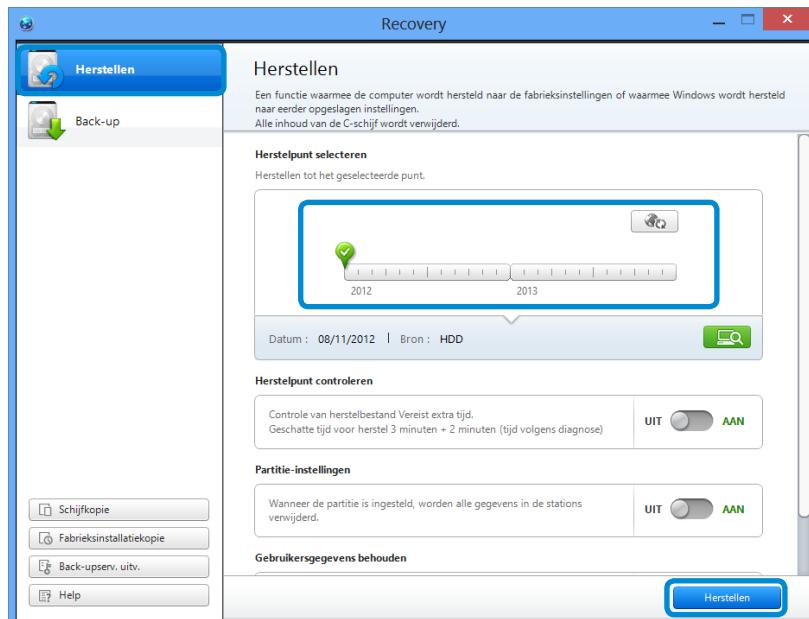 Recovery
Herstellen
Back-up
Schijfkopie
Fabrieksinstallatiekopie
Back-upserv. uitv.
Help
Herstellen
Een functie waarmee de computer wordt hersteld naar de fabrieksinstellingen of waarmee Windows wordt hersteld
naar eerder opgeslagen instellingen.
Alle inhoud van de C-schijf wordt verwijderd.
Herstelpunt selecteren
Herstellen tot het geselecteerde punt.
2012 2013
Datum : 08/11/2012 | Bron : HDD
Herstelpunt controleren
Controle van herstelbestand Vereist extra tijd.
Geschatte tijd voor herstel 3 minuten + 2 minuten (tijd volgens diagnose)
UIT AAN
Partitie-instellingen
Wanneer de partitie is ingesteld, worden alle gegevens in de stations
verwijderd.
UIT AAN
Gebruikersgegevens behouden
Herstellen